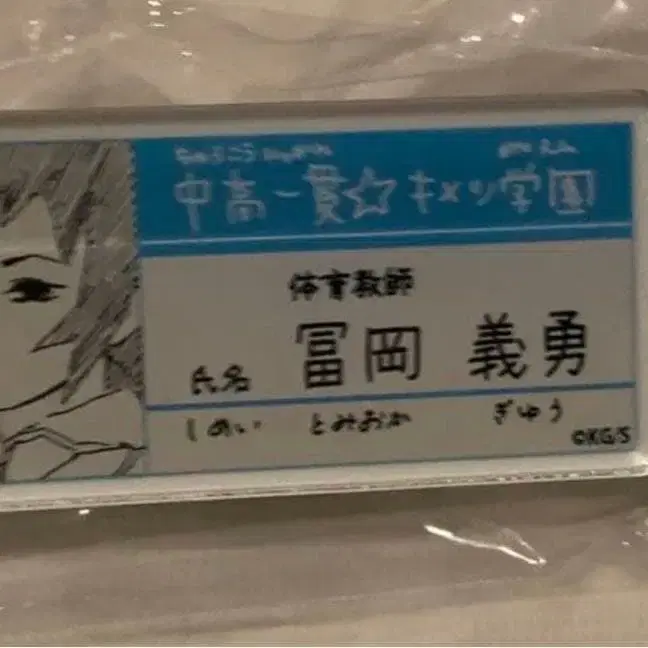 ちゅうこういっかん がくえん
中高一貫☆キメツ学園
体育教師
氏名 冨岡 義勇
しめい とみおか ぎゆう
©KG/S